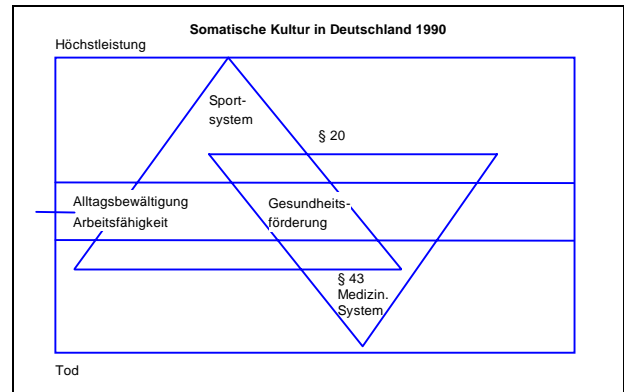 Somatische Kultur in Deutschland 1990
Höchstleistung
Sport-
system
§ 20
Alltagsbewältigung
Arbeitsfähigkeit
Gesundheits-
förderung
§ 43
Medizin.
System
Tod